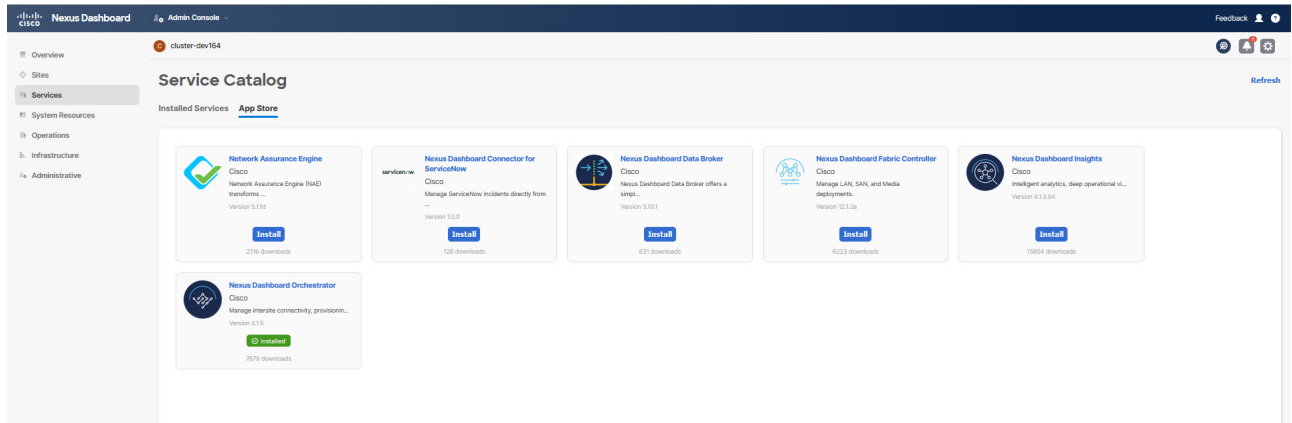 CISCO Nexus Dashboard
Admin Console
Feedback
Overview
Sites
Services
System Resources
Operations
Infrastructure
Administrative
C cluster-dev164
Service Catalog
Refresh
Installed Services App Store
Network Assurance Engine
Cisco
Network Assurance Engine (NAE)
transforms ...
Version 5.1.1d
Install
2116 downloads
servicenow
Nexus Dashboard Connector for
ServiceNow
Cisco
Manage ServiceNow incidents directly from
...
Version 1.0.0
Install
128 downloads
Nexus Dashboard Data Broker
Cisco
Nexus Dashboard Data Broker offers a
simpl...
Version 3.10.1
Install
631 downloads
Nexus Dashboard Fabric Controller
Cisco
Manage LAN, SAN, and Media
deployments.
Version 12.1.2e
Install
6223 downloads
Nexus Dashboard Insights
Cisco
Intelligent analytics, deep operational vi...
Version 6.1.3.94
Install
15804 downloads
Nexus Dashboard Orchestrator
Cisco
Manage intersite connectivity, provisionin...
Version 4.1.1i
Installed
7879 downloads